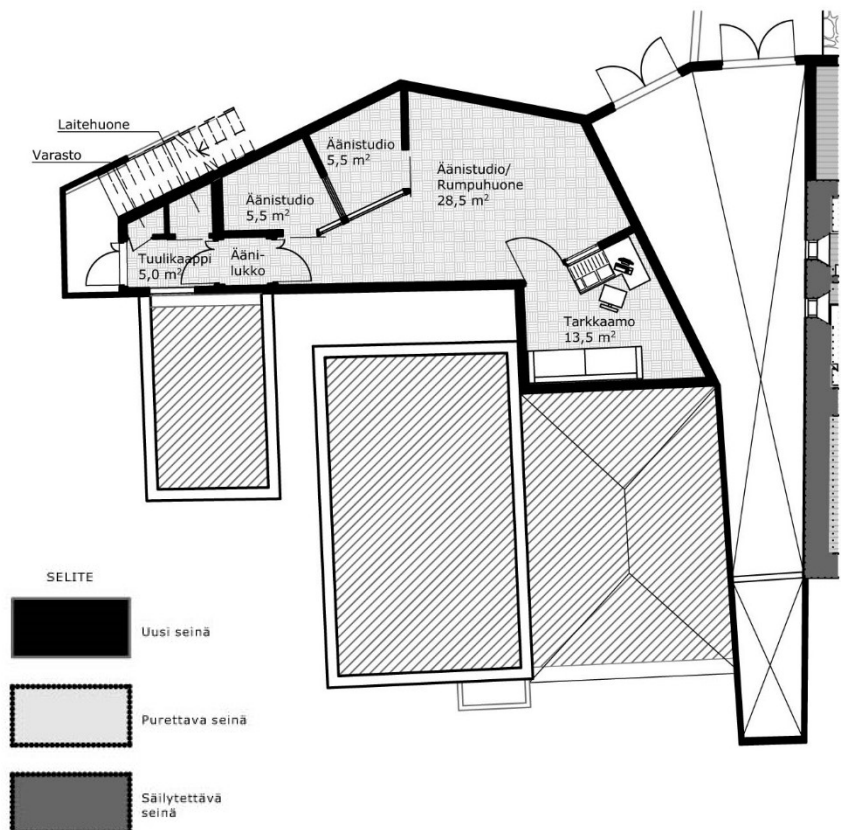 Laitehuone
Varasto
Äänistudio
5,5 m²
Äänistudio
5,5 m²
Äänistudio/
Rumpuhuone
28,5 m²
Tuulikaappi
5,0 m²
Ääni-
lukko
Tarkkaamo
13,5 m²
SELITE
Uusi seinä
Purettava seinä
Säilytettävä
seinä